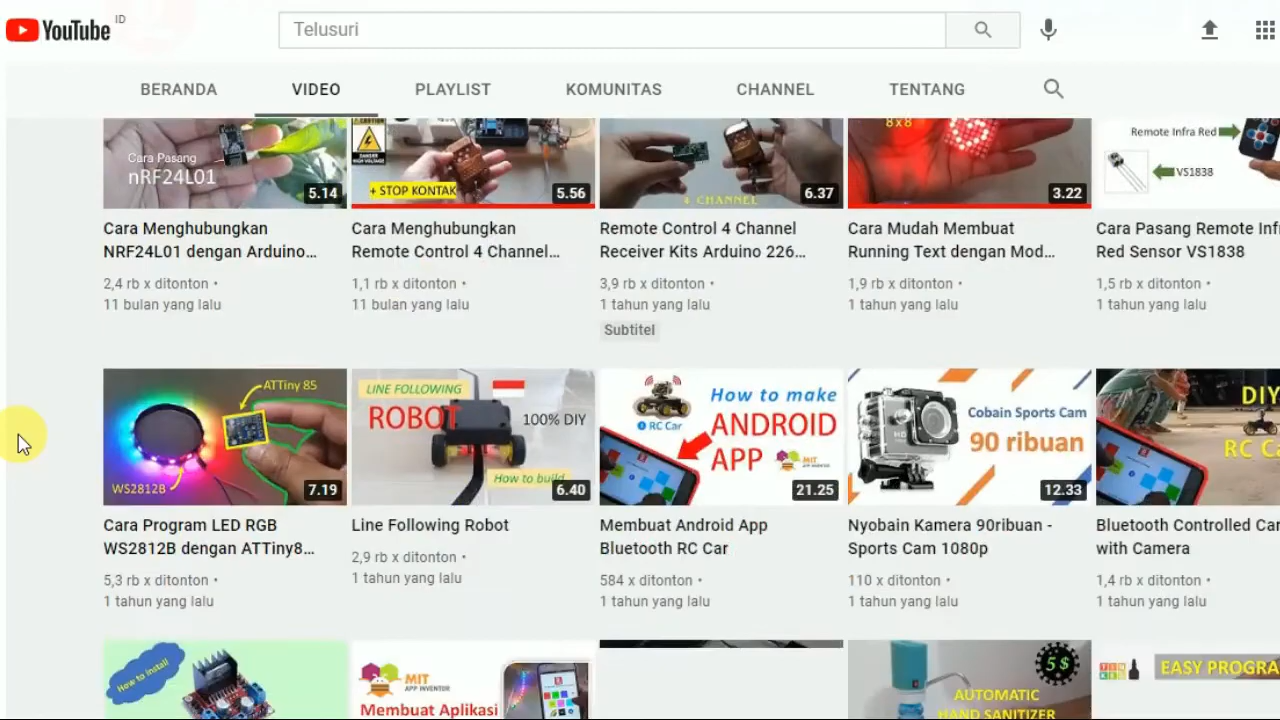 YouTube ID
Telusuri
BERANDA VIDEO PLAYLIST KOMUNITAS CHANNEL TENTANG
Cara Pasang
nRF24L01
5.14
DANGER
HIGH VOLTAGE
+ STOP KONTAK
5.56
4 CHANNEL
6.37
8x8
3.22
Remote Infra Red
VS1838
Cara Menghubungkan
NRF24L01 dengan Arduino...
2,4 rb x ditonton •
11 bulan yang lalu
Cara Menghubungkan
Remote Control 4 Channel...
1,1 rb x ditonton •
11 bulan yang lalu
Remote Control 4 Channel
Receiver Kits Arduino 226...
3,9 rb x ditonton •
1 tahun yang lalu
Subtitel
Cara Mudah Membuat
Running Text dengan Mod...
1,9 rb x ditonton •
1 tahun yang lalu
Cara Pasang Remote Infr
Red Sensor VS1838
1,5 rb x ditonton •
1 tahun yang lalu
ATTiny 85
WS2812B
7.19
LINE FOLLOWING
ROBOT
100% DIY
How to build
6.40
How to make
ANDROID
APP
RC Car
MIT
APP INVENTOR
21.25
Cobain Sports Cam
90 ribuan
HD
12.33
DIY
RC Ca
Cara Program LED RGB
WS2812B dengan ATTiny8...
5,3 rb x ditonton •
1 tahun yang lalu
Line Following Robot
2,9 rb x ditonton •
1 tahun yang lalu
Membuat Android App
Bluetooth RC Car
584 x ditonton •
1 tahun yang lalu
Nyobain Kamera 90ribuan -
Sports Cam 1080p
110 x ditonton •
1 tahun yang lalu
Bluetooth Controlled Car
with Camera
1,4 rb x ditonton •
1 tahun yang lalu
How to install
MIT
APP INVENTOR
Membuat Aplikasi
5 $
AUTOMATIC
HAND SANITIZER
EASY PROGRA